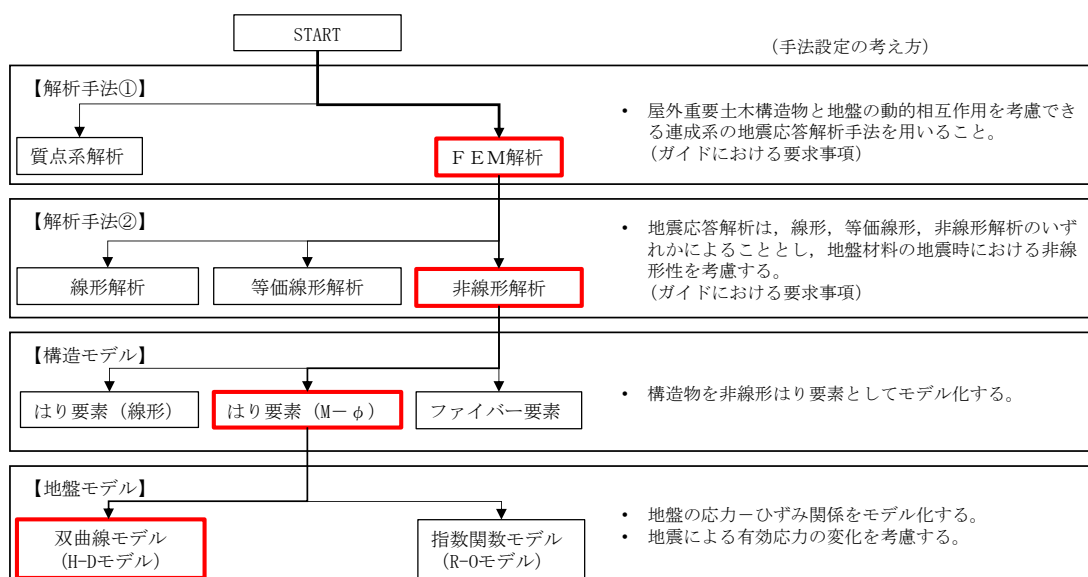 START
(手法設定の考え方)
【解析手法①】
質点系解析
ＦＥＭ解析
・ 屋外重要土木構造物と地盤の動的相互作用を考慮でき
る連成系の地震応答解析手法を用いること。
(ガイドにおける要求事項)
【解析手法②】
線形解析
等価線形解析
非線形解析
・ 地震応答解析は，線形，等価線形，非線形解析のいず
れかによることとし，地盤材料の地震時における非線
形性を考慮する。
(ガイドにおける要求事項)
【構造モデル】
はり要素（線形）
はり要素（M－φ）
ファイバー要素
・ 構造物を非線形はり要素としてモデル化する。
【地盤モデル】
双曲線モデル
(H-Dモデル)
指数関数モデル
(R-Oモデル)
・ 地盤の応力－ひずみ関係をモデル化する。
・ 地震による有効応力の変化を考慮する。